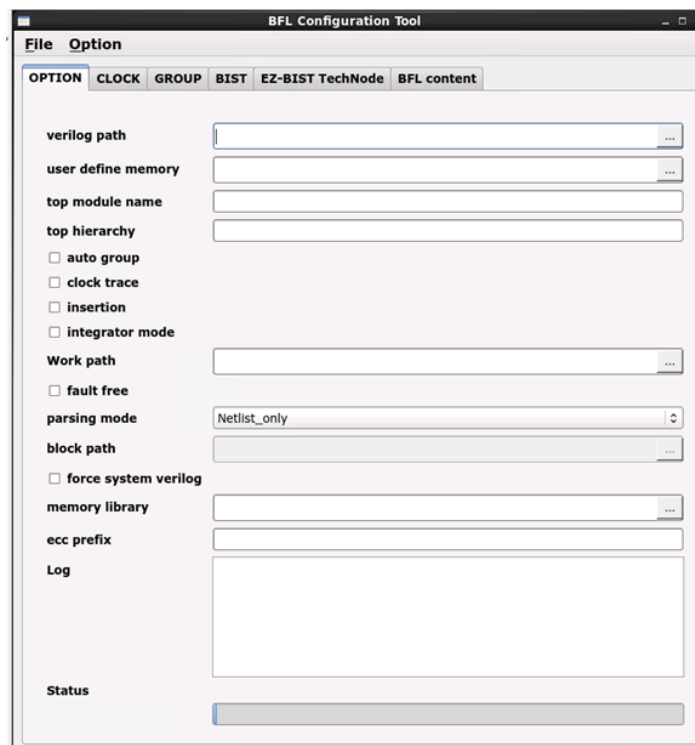 BFL Configuration Tool
File Option
OPTION CLOCK GROUP BIST EZ-BIST TechNode BFL content
verilog path ...
user define memory ...
top module name
top hierarchy
auto group
clock trace
insertion
integrator mode
Work path ...
fault free
parsing mode Netlist_only
block path ...
force system verilog
memory library ...
ecc prefix
Log
Status